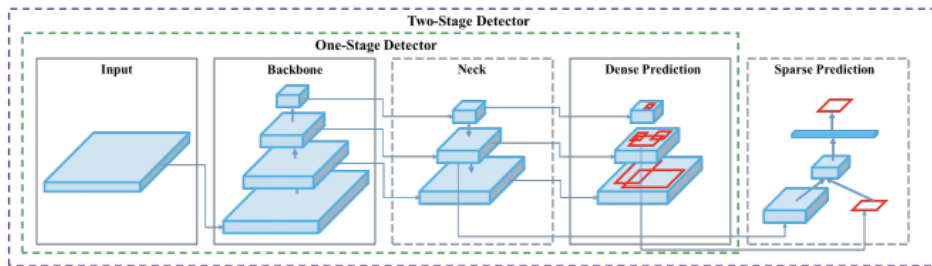 Two-Stage Detector
One-Stage Detector
Input
Backbone
Neck
Dense Prediction
Sparse Prediction